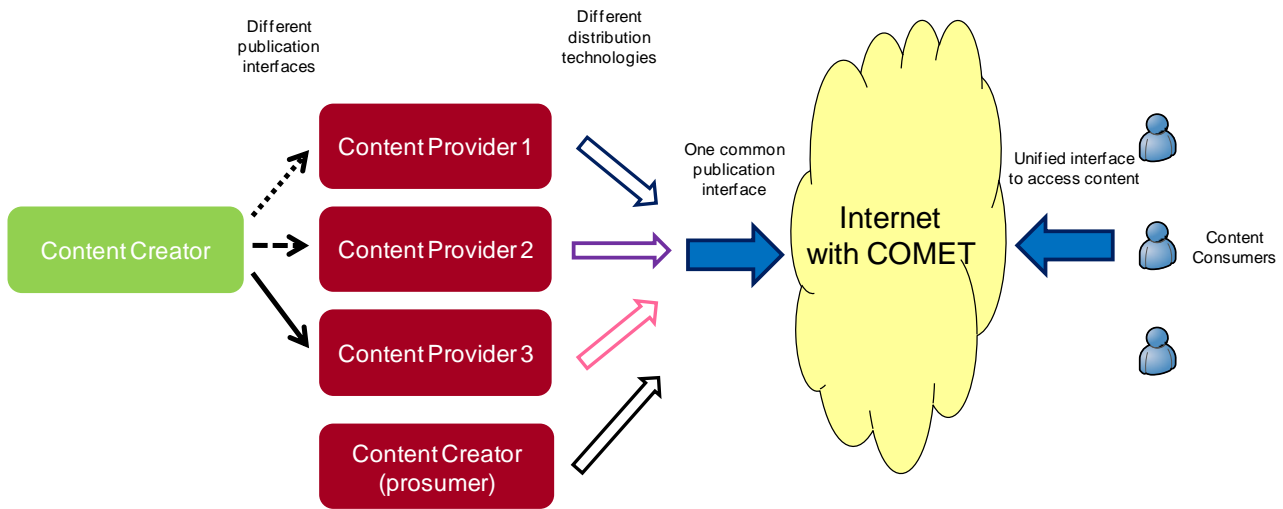 Different
publication
interfaces
Different
distribution
technologies
Content Creator
Content Provider 1
Content Provider 2
Content Provider 3
Content Creator
(prosumer)
One common
publication
interface
Internet
with COMET
Unified interface
to access content
Content
Consumers